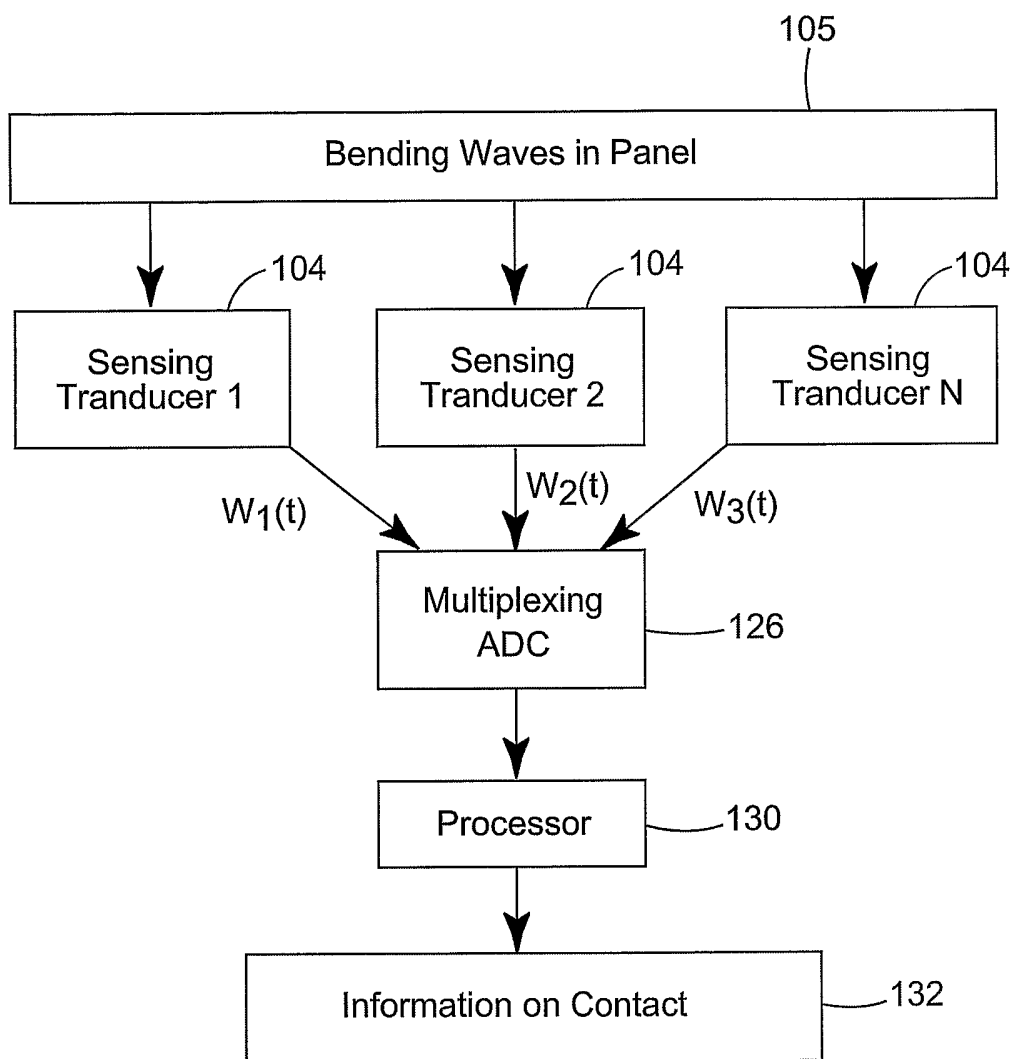 105
Bending Waves in Panel
104
104
104
Sensing
Tranducer 1
Sensing
Tranducer 2
Sensing
Tranducer N
W1(t)
W2(t)
W3(t)
Multiplexing
ADC
126
Processor
130
Information on Contact
132